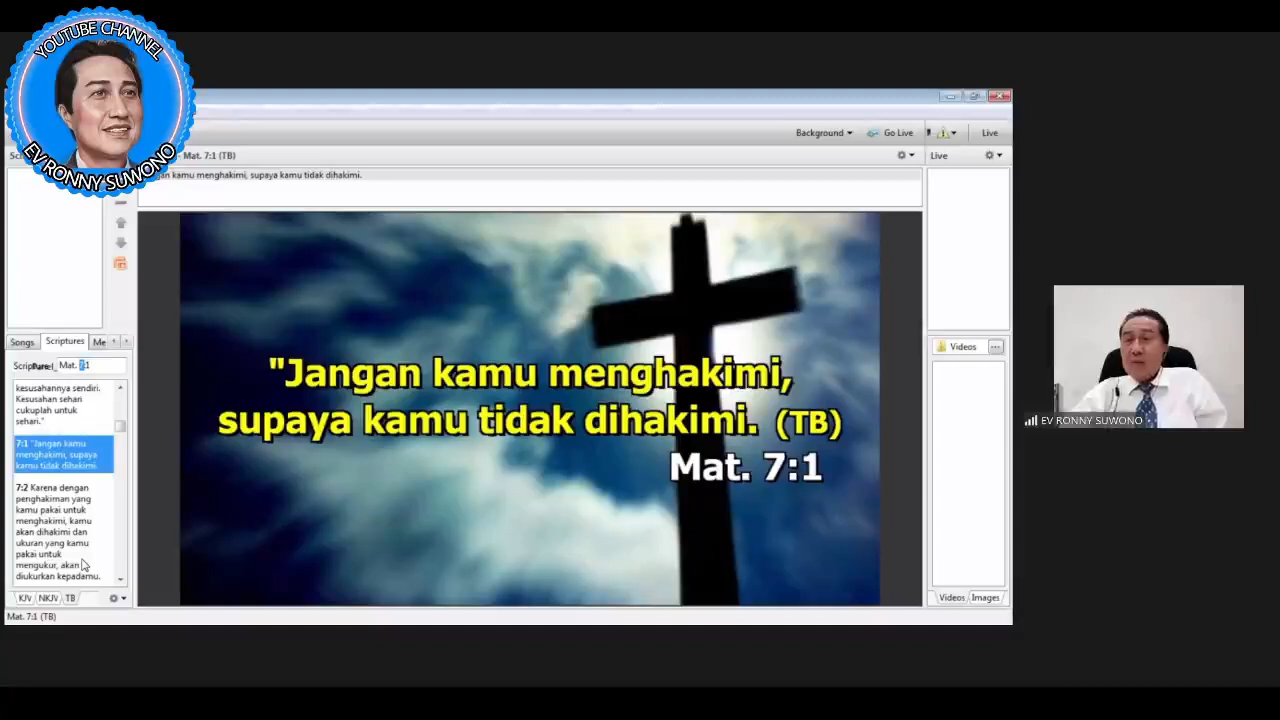 YOUTUBE CHANNEL
EV RONNY SUWONO
Background
Go Live
Live
Mat. 7:1 (TB)
Live
kamu menghakimi, supaya kamu tidak dihakimi.
"Jangan kamu menghakimi,
supaya kamu tidak dihakimi. (TB)
Mat. 7:1
Songs
Scriptures
Me
Mat. 7:1
kesusahannya sendiri.
Kesusahan sehari
cukuplah untuk
sehari."
7:1 "Jangan kamu
menghakimi, supaya
kamu tidak dihakimi.
7:2 Karena dengan
penghakiman yang
kamu pakai untuk
menghakimi, kamu
akan dihakimi dan
ukuran yang kamu
pakai untuk
mengukur, akan
diukurkan kepadamu.
KJV NKJV TB
Mat. 7:1 (TB)
Videos
Videos Images
EV RONNY SUWONO